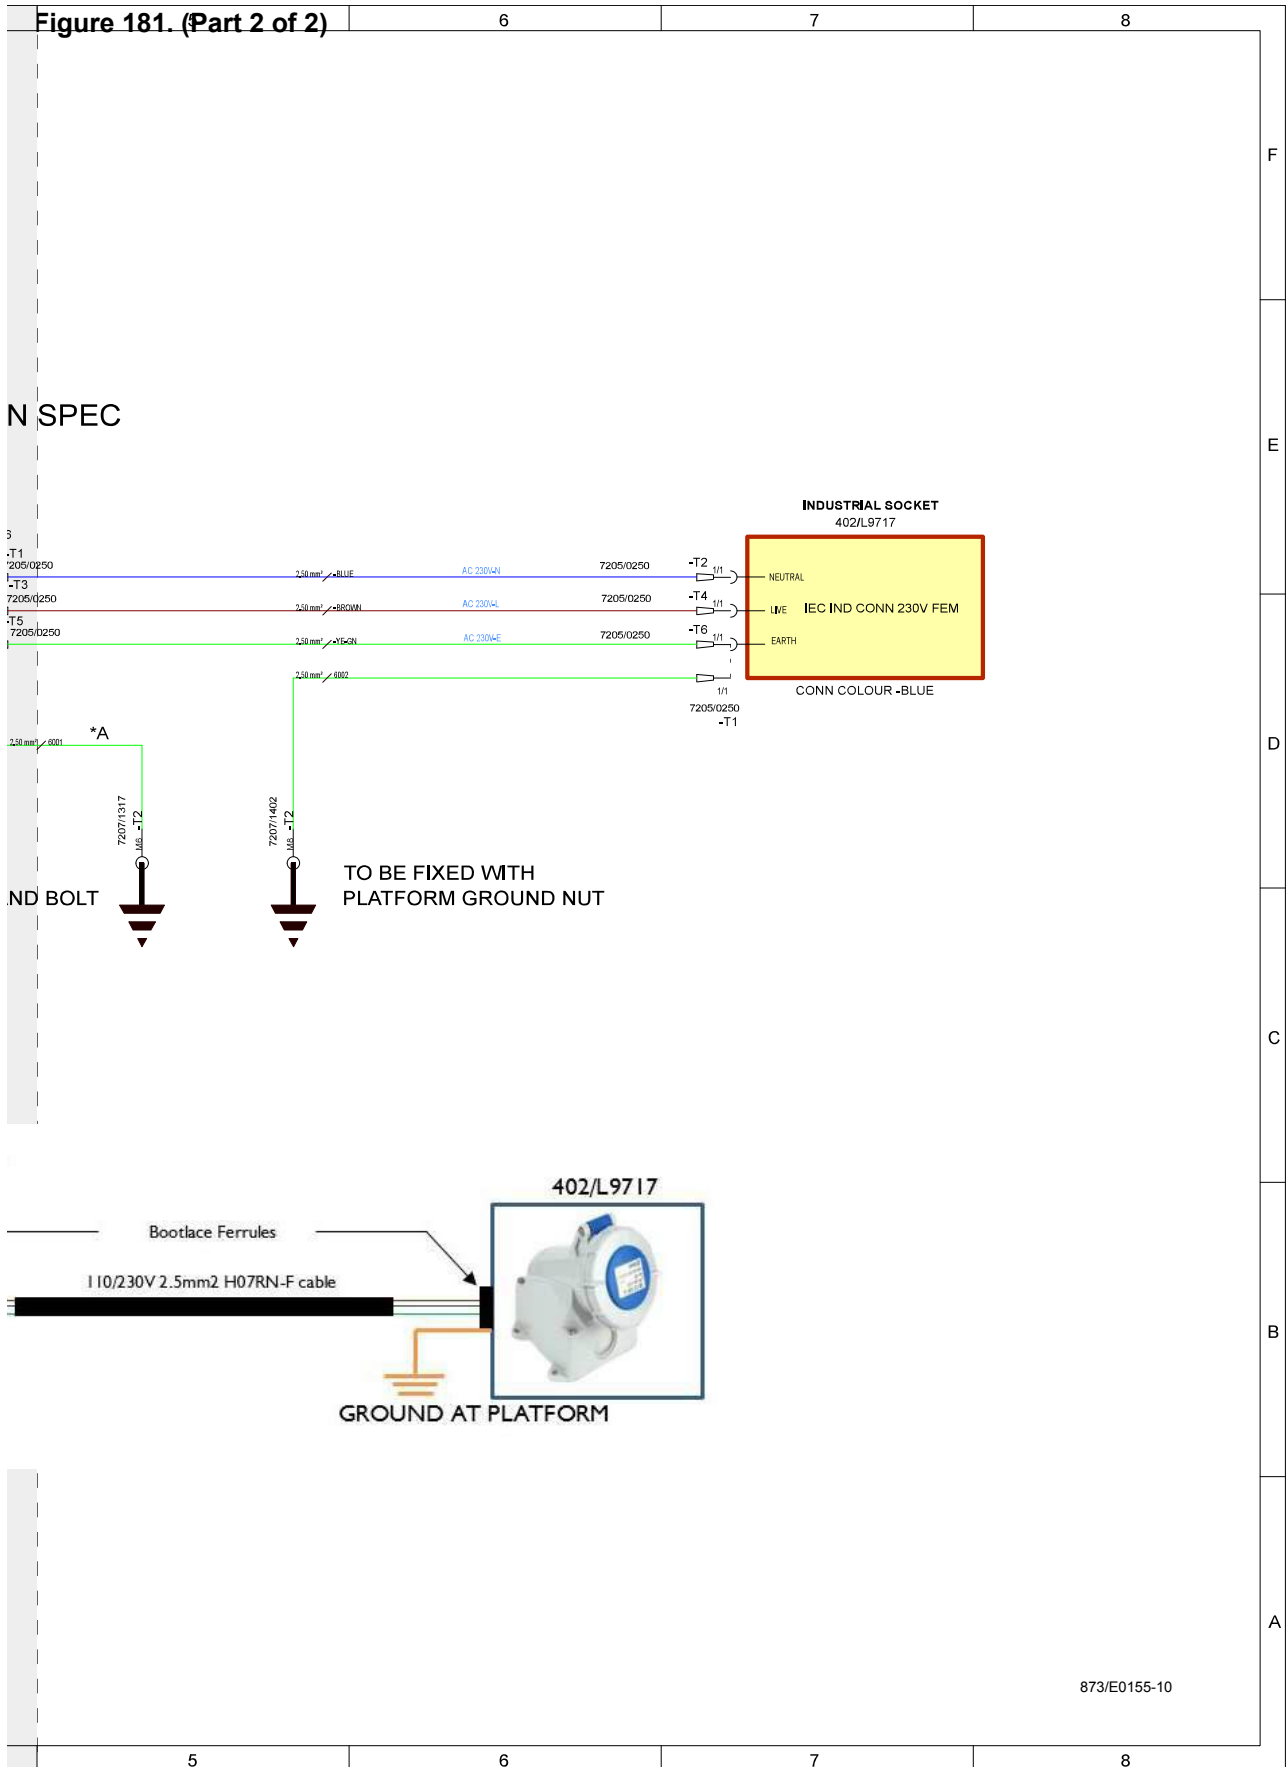 Figure 181. (Part 2 of 2)
5
6
7
8
F
N SPEC
E
INDUSTRIAL SOCKET
402/L9717
-T1
7205/0250
2,50 mm² -BLUE
AC 230V-N
7205/0250
-T2
1/1
NEUTRAL
-T3
7205/0250
2,50 mm² -BROWN
AC 230V-L
7205/0250
-T4
1/1
LIVE
IEC IND CONN 230V FEM
-T5
7205/0250
2,50 mm² -YE-GN
AC 230V-E
7205/0250
-T6
1/1
EARTH
2,50 mm² 6002
1/1
CONN COLOUR -BLUE
7205/0250
-T1
*A
2,50 mm² 6001
D
7207/1317
M6 -T2
7207/1402
M8 -T2
TO BE FIXED WITH
ND BOLT
PLATFORM GROUND NUT
C
402/L9717
Bootlace Ferrules
110/230V 2.5mm2 H07RN-F cable
B
GROUND AT PLATFORM
A
873/E0155-10
5
6
7
8